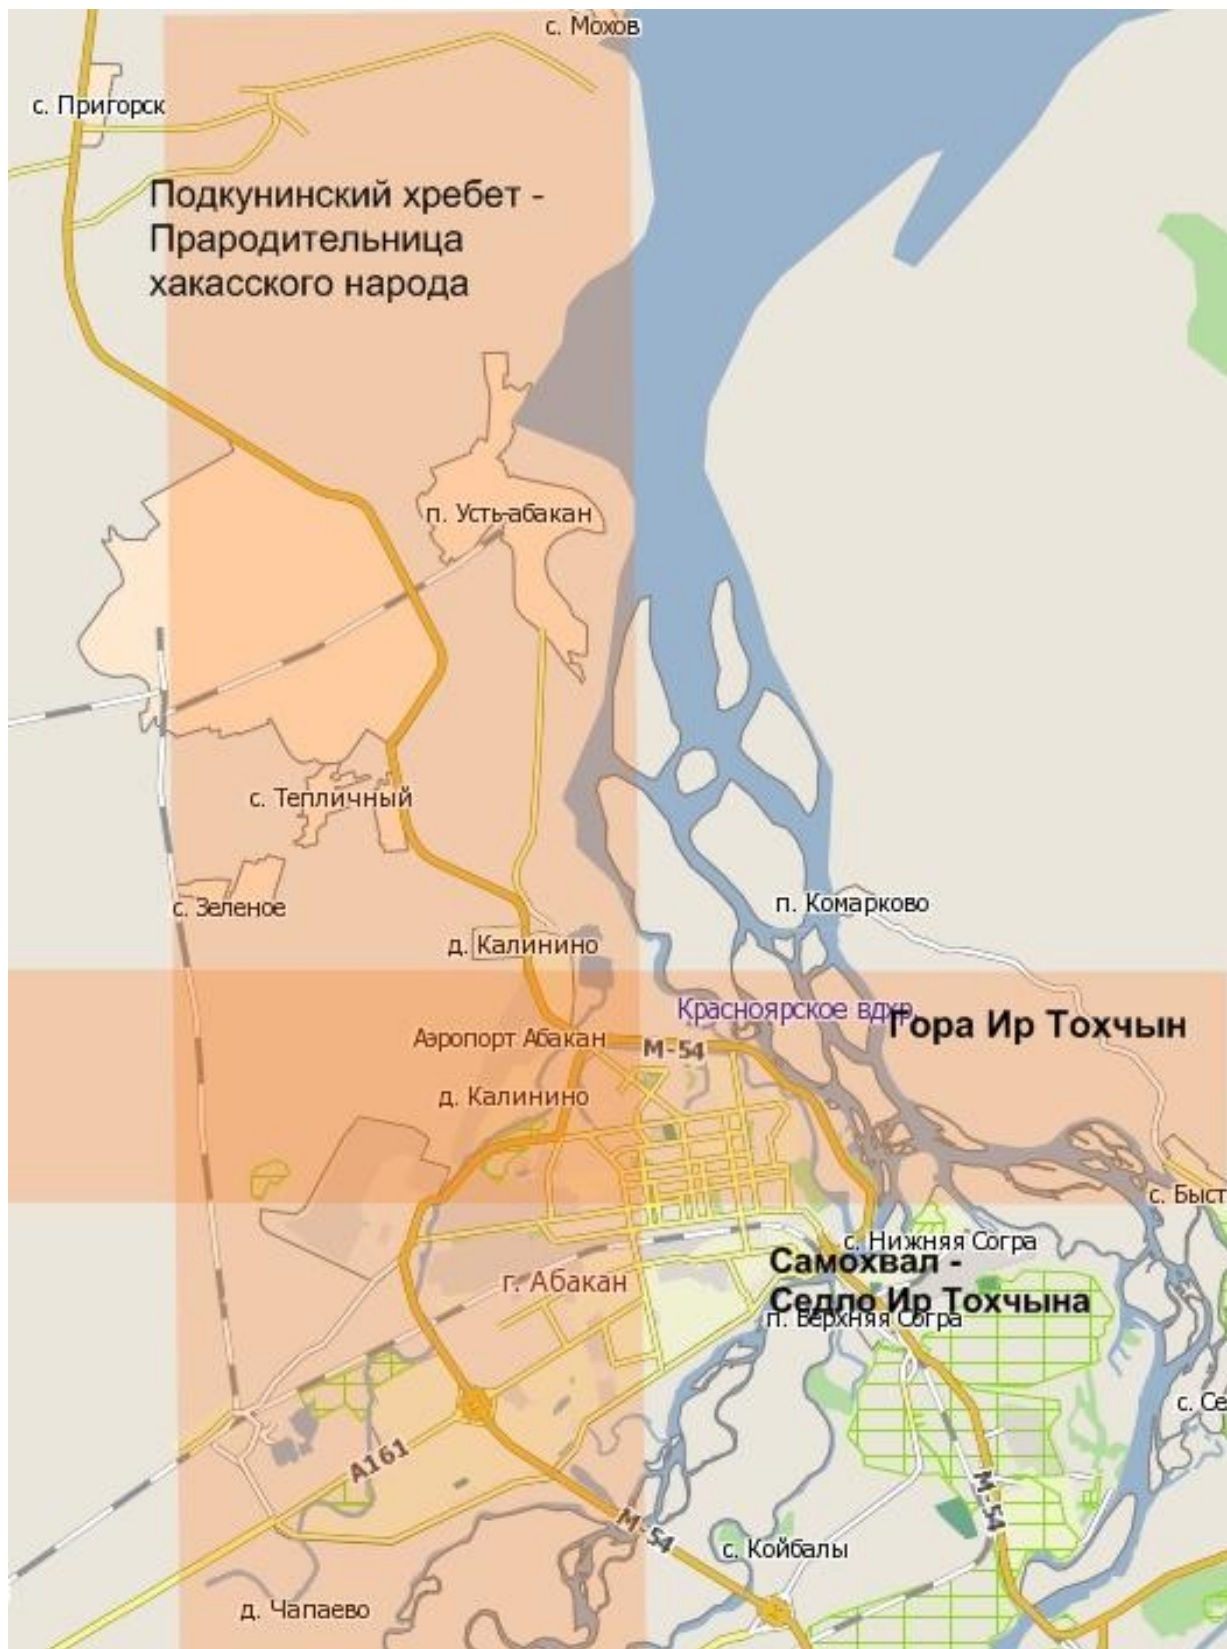 с. Мохов
с. Пригорск
Подкунинский хребет -
Прародительница
хакасского народа
п. Усть-абакан
с. Тепличный
с. Зеленое
п. Комарково
д. Калинино
Красноярское вдхр.
Гора Ир Тохчын
Аэропорт Абакан
М-54
д. Калинино
с. Быст
с. Нижняя Согра
Самохвал -
Седло Ир Тохчына
г. Абакан
п. Верхняя Согра
с. Се
А161
М-54
М-54
с. Койбалы
д. Чапаево